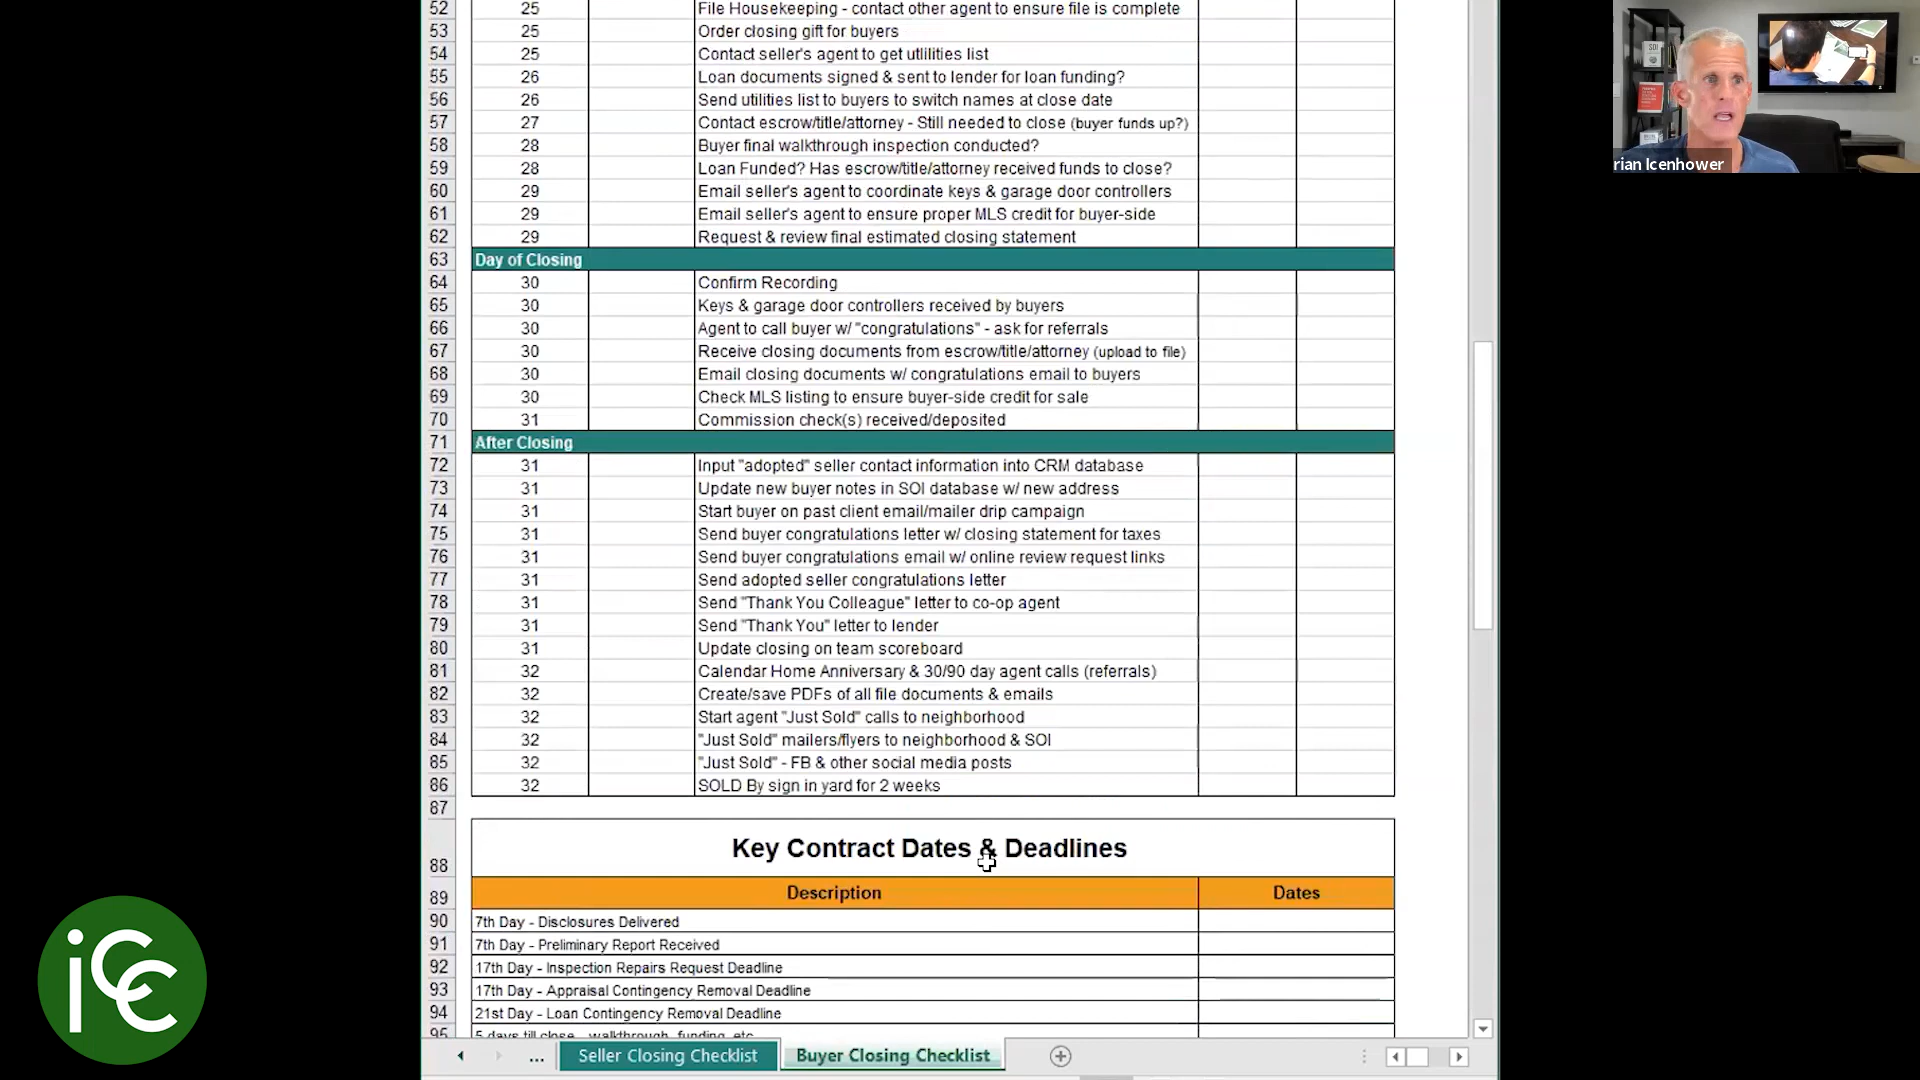 52 25 File Housekeeping - contact other agent to ensure file is complete
53 25 Order closing gift for buyers
54 25 Contact seller's agent to get utilities list
55 26 Loan documents signed & sent to lender for loan funding?
56 26 Send utilities list to buyers to switch names at close date
57 27 Contact escrow/title/attorney - Still needed to close (buyer funds up?)
58 28 Buyer final walkthrough inspection conducted?
59 28 Loan Funded? Has escrow/title/attorney received funds to close?
60 29 Email seller's agent to coordinate keys & garage door controllers
61 29 Email seller's agent to ensure proper MLS credit for buyer-side
62 29 Request & review final estimated closing statement
63 Day of Closing
64 30 Confirm Recording
65 30 Keys & garage door controllers received by buyers
66 30 Agent to call buyer w/ "congratulations" - ask for referrals
67 30 Receive closing documents from escrow/title/attorney (upload to file)
68 30 Email closing documents w/ congratulations email to buyers
69 30 Check MLS listing to ensure buyer-side credit for sale
70 31 Commission check(s) received/deposited
71 After Closing
72 31 Input "adopted" seller contact information into CRM database
73 31 Update new buyer notes in SOI database w/ new address
74 31 Start buyer on past client email/mailer drip campaign
75 31 Send buyer congratulations letter w/ closing statement for taxes
76 31 Send buyer congratulations email w/ online review request links
77 31 Send adopted seller congratulations letter
78 31 Send "Thank You Colleague" letter to co-op agent
79 31 Send "Thank You" letter to lender
80 31 Update closing on team scoreboard
81 32 Calendar Home Anniversary & 30/90 day agent calls (referrals)
82 32 Create/save PDFs of all file documents & emails
83 32 Start agent "Just Sold" calls to neighborhood
84 32 "Just Sold" mailers/flyers to neighborhood & SOI
85 32 "Just Sold" - FB & other social media posts
86 32 SOLD By sign in yard for 2 weeks
87
88 Key Contract Dates & Deadlines
89 Description Dates
90 7th Day - Disclosures Delivered
91 7th Day - Preliminary Report Received
92 17th Day - Inspection Repairs Request Deadline
93 17th Day - Appraisal Contingency Removal Deadline
94 21st Day - Loan Contingency Removal Deadline
95 5 days till close - walkthrough, funding, etc.
... Seller Closing Checklist Buyer Closing Checklist
rian Icenhower
SOI
iCC